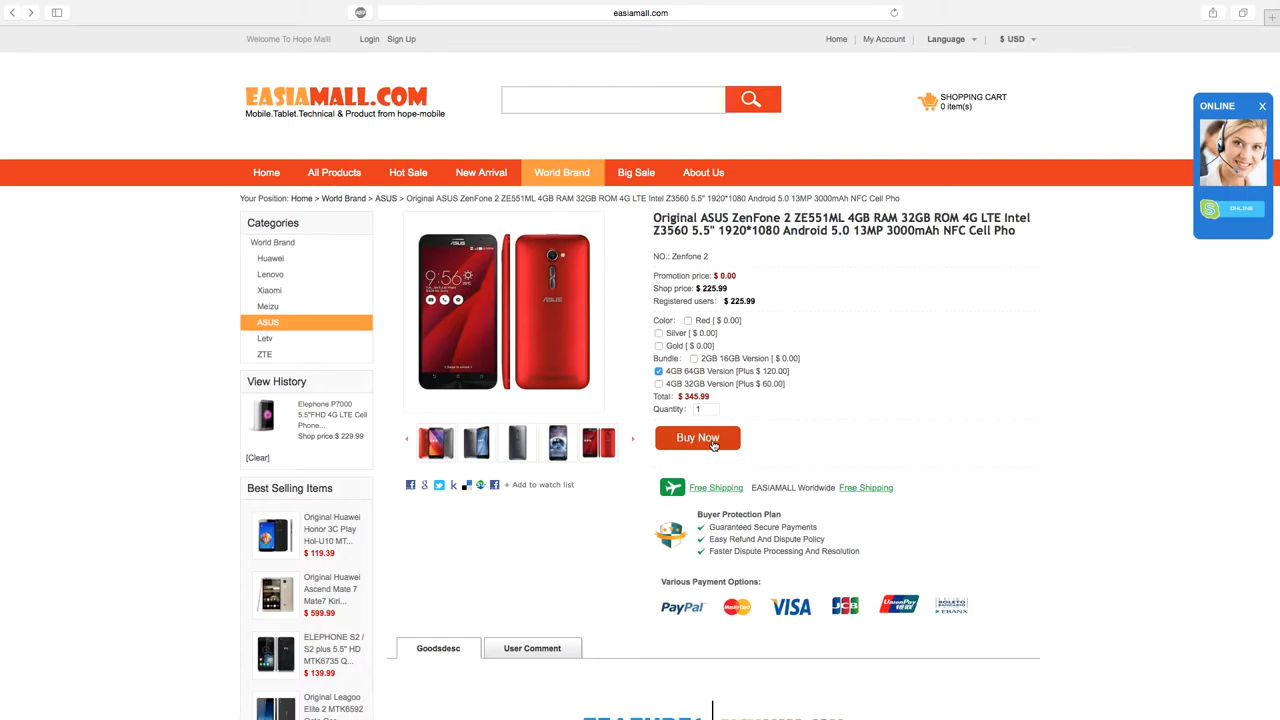 easiamall.com
Welcome To Hope Mall!
Login
Sign Up
Home
My Account
Language
$ USD
EASIAMALL.COM
Mobile.Tablet.Technical & Product from hope-mobile
SHOPPING CART
0 item(s)
ONLINE X
ONLINE
Home
All Products
Hot Sale
New Arrival
World Brand
Big Sale
About Us
Your Position: Home > World Brand > ASUS > Original ASUS ZenFone 2 ZE551ML 4GB RAM 32GB ROM 4G LTE Intel Z3560 5.5" 1920*1080 Android 5.0 13MP 3000mAh NFC Cell Pho
Categories
World Brand
Huawei
Lenovo
Xiaomi
Meizu
ASUS
Letv
ZTE
View History
Elephone P7000
5.5"FHD 4G LTE Cell
Phone...
Shop price:$ 229.99
[Clear]
Best Selling Items
Original Huawei
Honor 3C Play
Hol-U10 MT...
$ 119.39
Original Huawei
Ascend Mate 7
Mate7 Kiri...
$ 599.99
ELEPHONE S2 /
S2 plus 5.5" HD
MTK6735 Q...
$ 139.99
Original Leagoo
Elite 2 MTK6592
ASUS
9:56
ASUS
+ Add to watch list
Original ASUS ZenFone 2 ZE551ML 4GB RAM 32GB ROM 4G LTE Intel
Z3560 5.5" 1920*1080 Android 5.0 13MP 3000mAh NFC Cell Pho
NO.: Zenfone 2
Promotion price: $ 0.00
Shop price: $ 225.99
Registered users: $ 225.99
Color: Red [ $ 0.00]
Silver [ $ 0.00]
Gold [ $ 0.00]
Bundle: 2GB 16GB Version [ $ 0.00]
4GB 64GB Version [Plus $ 120.00]
4GB 32GB Version [Plus $ 60.00]
Total: $ 345.99
Quantity: 1
Buy Now
Free Shipping EASIAMALL Worldwide Free Shipping
Buyer Protection Plan
Guaranteed Secure Payments
Easy Refund And Dispute Policy
Faster Dispute Processing And Resolution
Various Payment Options:
PayPal MasterCard VISA JCB UnionPay BOLETO BANCARIO EBANX
Goodsdesc
User Comment